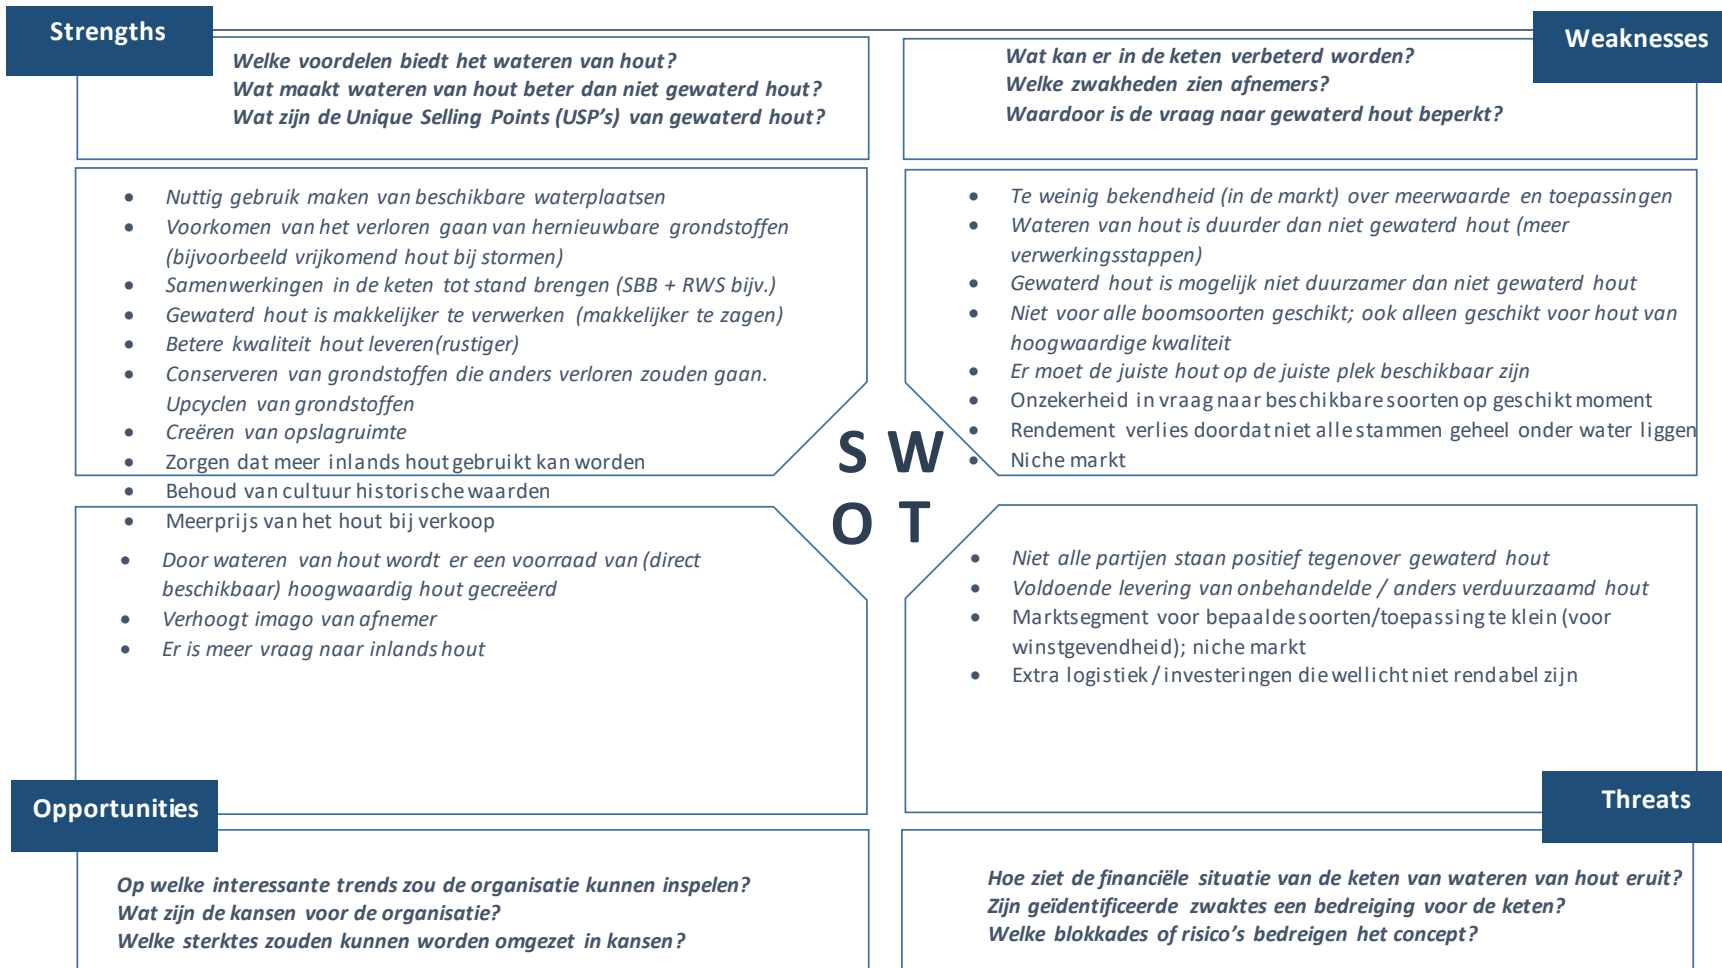 Strengths
Welke voordelen biedt het wateren van hout?
Wat maakt wateren van hout beter dan niet gewaterd hout?
Wat zijn de Unique Selling Points (USP’s) van gewaterd hout?
Weaknesses
Wat kan er in de keten verbeterd worden?
Welke zwakheden zien afnemers?
Waardoor is de vraag naar gewaterd hout beperkt?
• Nuttig gebruik maken van beschikbare waterplaatsen
• Voorkomen van het verloren gaan van hernieuwbare grondstoffen
(bijvoorbeeld vrijkomend hout bij stormen)
• Samenwerkingen in de keten tot stand brengen (SBB + RWS bijv.)
• Gewaterd hout is makkelijker te verwerken (makkelijker te zagen)
• Betere kwaliteit hout leveren(rustiger)
• Conserveren van grondstoffen die anders verloren zouden gaan.
Upcyclen van grondstoffen
• Creëren van opslagruimte
• Zorgen dat meer inlands hout gebruikt kan worden
• Behoud van cultuur historische waarden
• Meerprijs van het hout bij verkoop
• Te weinig bekendheid (in de markt) over meerwaarde en toepassingen
• Wateren van hout is duurder dan niet gewaterd hout (meer
verwerkingsstappen)
• Gewaterd hout is mogelijk niet duurzamer dan niet gewaterd hout
• Niet voor alle boomsoorten geschikt; ook alleen geschikt voor hout van
hoogwaardige kwaliteit
• Er moet de juiste hout op de juiste plek beschikbaar zijn
• Onzekerheid in vraag naar beschikbare soorten op geschikt moment
• Rendement verlies doordat niet alle stammen geheel onder water liggen
• Niche markt
S W
O T
• Door wateren van hout wordt er een voorraad van (direct
beschikbaar) hoogwaardig hout gecreëerd
• Verhoogt imago van afnemer
• Er is meer vraag naar inlands hout
• Niet alle partijen staan positief tegenover gewaterd hout
• Voldoende levering van onbehandelde / anders verduurzaamd hout
• Marktsegment voor bepaalde soorten/toepassing te klein (voor
winstgevendheid); niche markt
• Extra logistiek / investeringen die wellicht niet rendabel zijn
Opportunities
Op welke interessante trends zou de organisatie kunnen inspelen?
Wat zijn de kansen voor de organisatie?
Welke sterktes zouden kunnen worden omgezet in kansen?
Threats
Hoe ziet de financiële situatie van de keten van wateren van hout eruit?
Zijn geïdentificeerde zwaktes een bedreiging voor de keten?
Welke blokkades of risico’s bedreigen het concept?